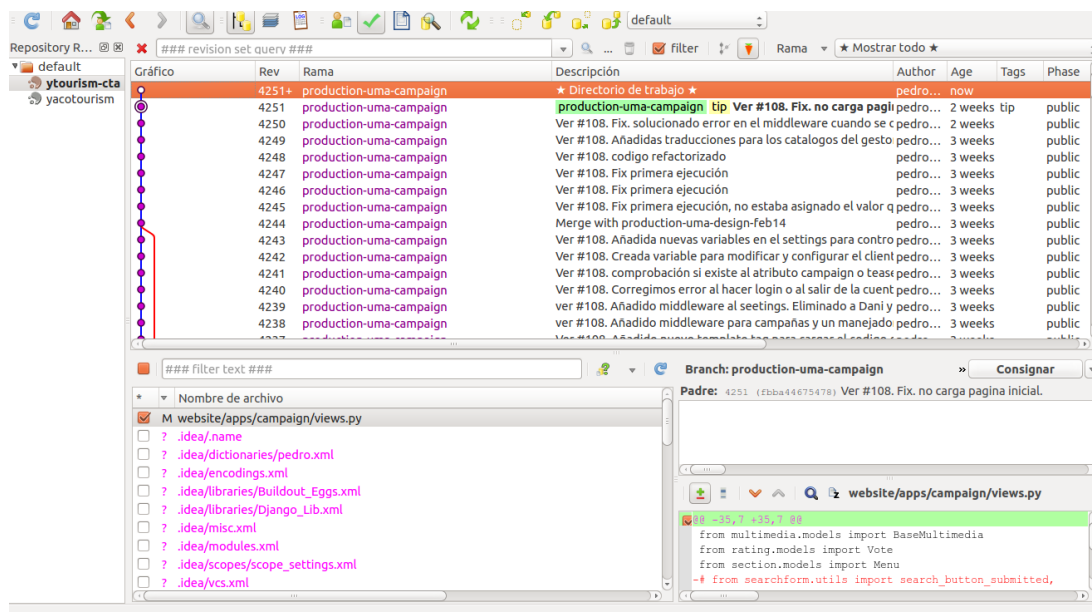 default
Repository R...
### revision set query ###
...
filter
Rama
★ Mostrar todo ★
default
ytourism-cta
yacotourism
Gráfico Rev Rama Descripción Author Age Tags Phase
4251+ production-uma-campaign ★ Directorio de trabajo ★ pedro... now
4251 production-uma-campaign production-uma-campaign tip Ver #108. Fix. no carga pagi pedro... 2 weeks tip public
4250 production-uma-campaign Ver #108. Fix. solucionado error en el middleware cuando se c pedro... 2 weeks public
4249 production-uma-campaign Ver #108. Añadidas traducciones para los catalogos del gesto pedro... 3 weeks public
4248 production-uma-campaign Ver #108. codigo refactorizado pedro... 3 weeks public
4247 production-uma-campaign Ver #108. Fix primera ejecución pedro... 3 weeks public
4246 production-uma-campaign Ver #108. Fix primera ejecución pedro... 3 weeks public
4245 production-uma-campaign Ver #108. Fix primera ejecución, no estaba asignado el valor q pedro... 3 weeks public
4244 production-uma-campaign Merge with production-uma-design-feb14 pedro... 3 weeks public
4243 production-uma-campaign Ver #108. Añadida nuevas variables en el settings para contro pedro... 3 weeks public
4242 production-uma-campaign Ver #108. Creada variable para modificar y configurar el client pedro... 3 weeks public
4241 production-uma-campaign Ver #108. comprobación si existe al atributo campaign o tease pedro... 3 weeks public
4240 production-uma-campaign Ver #108. Corregimos error al hacer login o al salir de la cuent pedro... 3 weeks public
4239 production-uma-campaign ver #108. Añadido middleware al seetings. Eliminado a Dani y pedro... 3 weeks public
4238 production-uma-campaign ver #108. Añadido middleware para campañas y un manejado pedro... 3 weeks public
### filter text ###
* Nombre de archivo
M website/apps/campaign/views.py
? .idea/.name
? .idea/dictionaries/pedro.xml
? .idea/encodings.xml
? .idea/libraries/Buildout_Eggs.xml
? .idea/libraries/Django_Lib.xml
? .idea/misc.xml
? .idea/modules.xml
? .idea/scopes/scope_settings.xml
? .idea/vcs.xml
Branch: production-uma-campaign » Consignar
Padre: 4251 (fbba44675478) Ver #108. Fix. no carga pagina inicial.
website/apps/campaign/views.py
@@ -35,7 +35,7 @@
from multimedia.models import BaseMultimedia
from rating.models import Vote
from section.models import Menu
-# from searchform.utils import search_button_submitted,